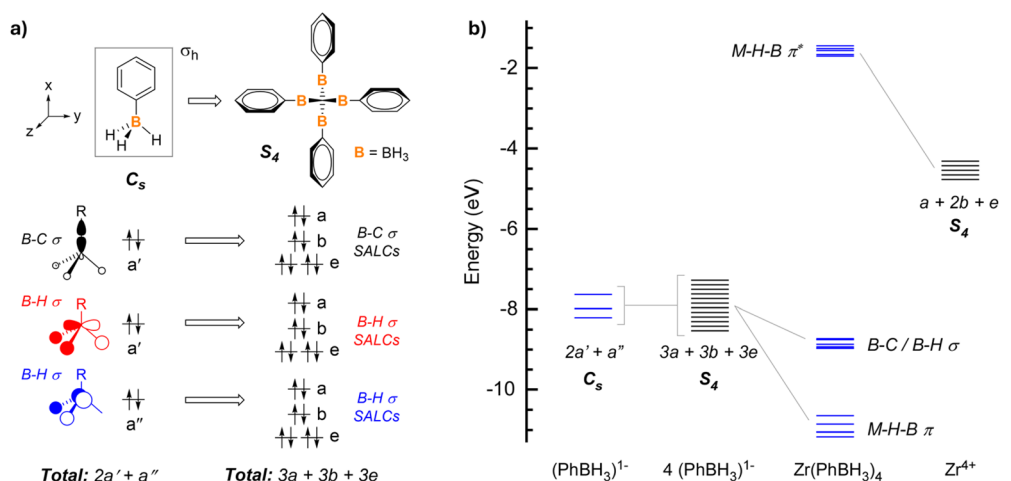 a)
σh
x
y
z
B
H
H
H
Cs
B
B B
B
S4
B = BH3
R
B-C σ
a′
a
b
e
B-C σ
SALCs
B-H σ
R
a′
a
b
e
B-H σ
SALCs
B-H σ
R
a″
a
b
e
B-H σ
SALCs
Total: 2a′ + a″
Total: 3a + 3b + 3e
b)
Energy (eV)
-2
-4
-6
-8
-10
M-H-B π*
a + 2b + e
S4
2a' + a"
Cs
3a + 3b + 3e
S4
B-C / B-H σ
M-H-B π
(PhBH3)1-
4 (PhBH3)1-
Zr(PhBH3)4
Zr4+